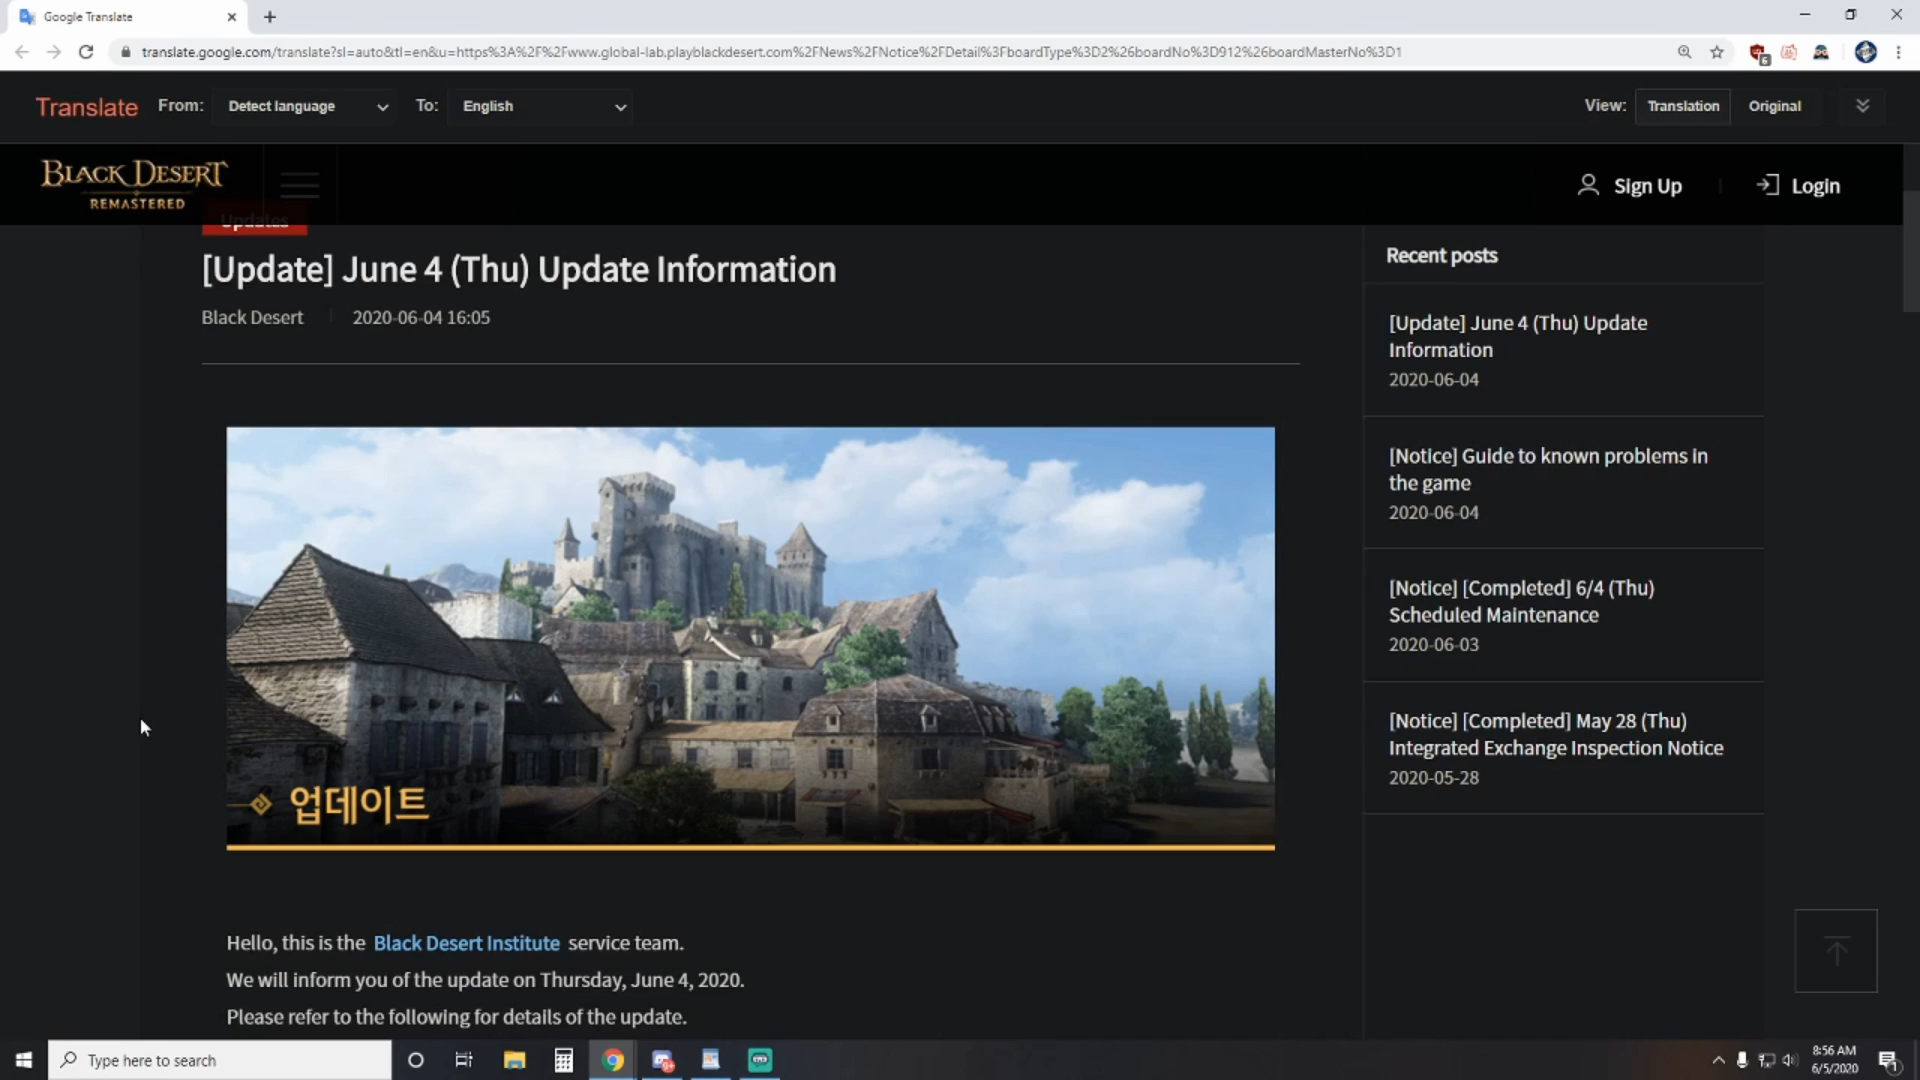 Google Translate
translate.google.com/translate?sl=auto&tl=en&u=https%3A%2F%2Fwww.global-lab.playblackdesert.com%2FNews%2FNotice%2FDetail%3FboardType%3D2%26boardNo%3D912%26boardMasterNo%3D1
6
Translate From: Detect language To: English View: Translation Original
BLACK DESERT
REMASTERED
Sign Up Login
Updates
[Update] June 4 (Thu) Update Information
Black Desert 2020-06-04 16:05
업데이트
Hello, this is the Black Desert Institute service team.
We will inform you of the update on Thursday, June 4, 2020.
Please refer to the following for details of the update.
Recent posts
[Update] June 4 (Thu) Update
Information
2020-06-04
[Notice] Guide to known problems in
the game
2020-06-04
[Notice] [Completed] 6/4 (Thu)
Scheduled Maintenance
2020-06-03
[Notice] [Completed] May 28 (Thu)
Integrated Exchange Inspection Notice
2020-05-28
Type here to search
9+
8:56 AM
6/5/2020
1